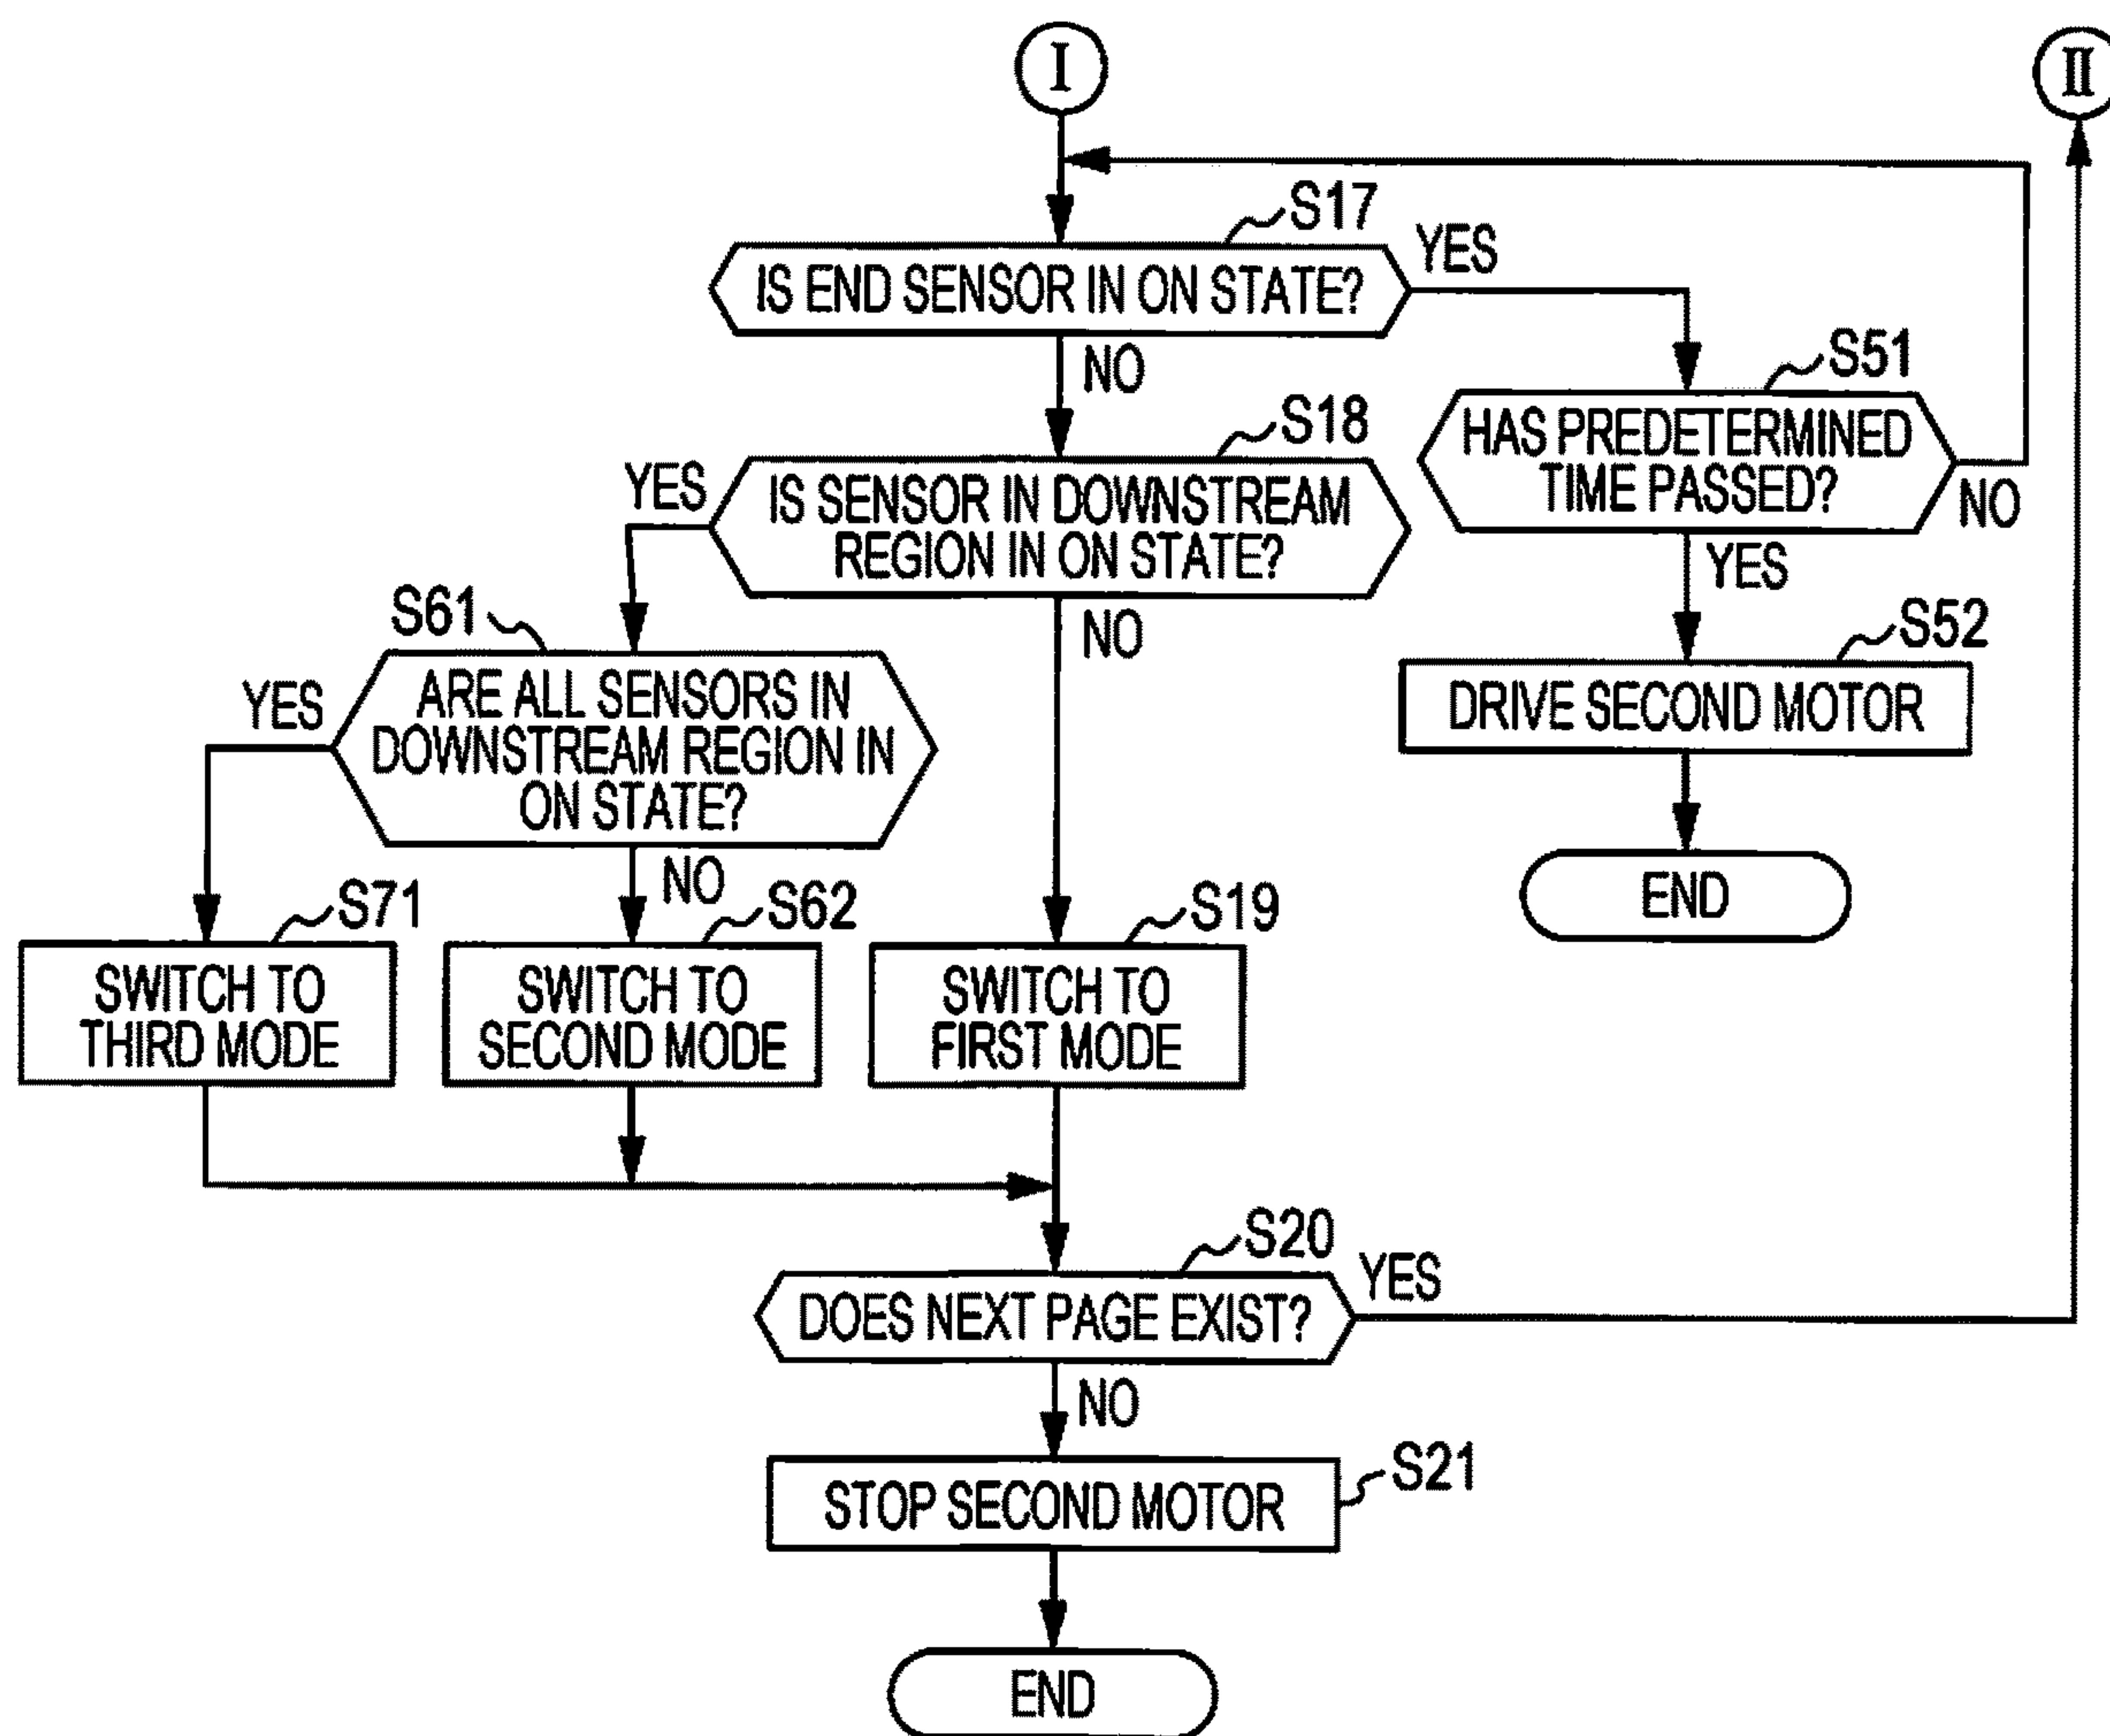 I
II
S17
IS END SENSOR IN ON STATE?
YES
NO
S51
HAS PREDETERMINED
TIME PASSED?
NO
YES
S18
YES
IS SENSOR IN DOWNSTREAM
REGION IN ON STATE?
NO
S52
DRIVE SECOND MOTOR
END
S61
YES
ARE ALL SENSORS IN
DOWNSTREAM REGION IN
ON STATE?
NO
S71
SWITCH TO
THIRD MODE
S62
SWITCH TO
SECOND MODE
S19
SWITCH TO
FIRST MODE
S20
DOES NEXT PAGE EXIST?
YES
NO
S21
STOP SECOND MOTOR
END